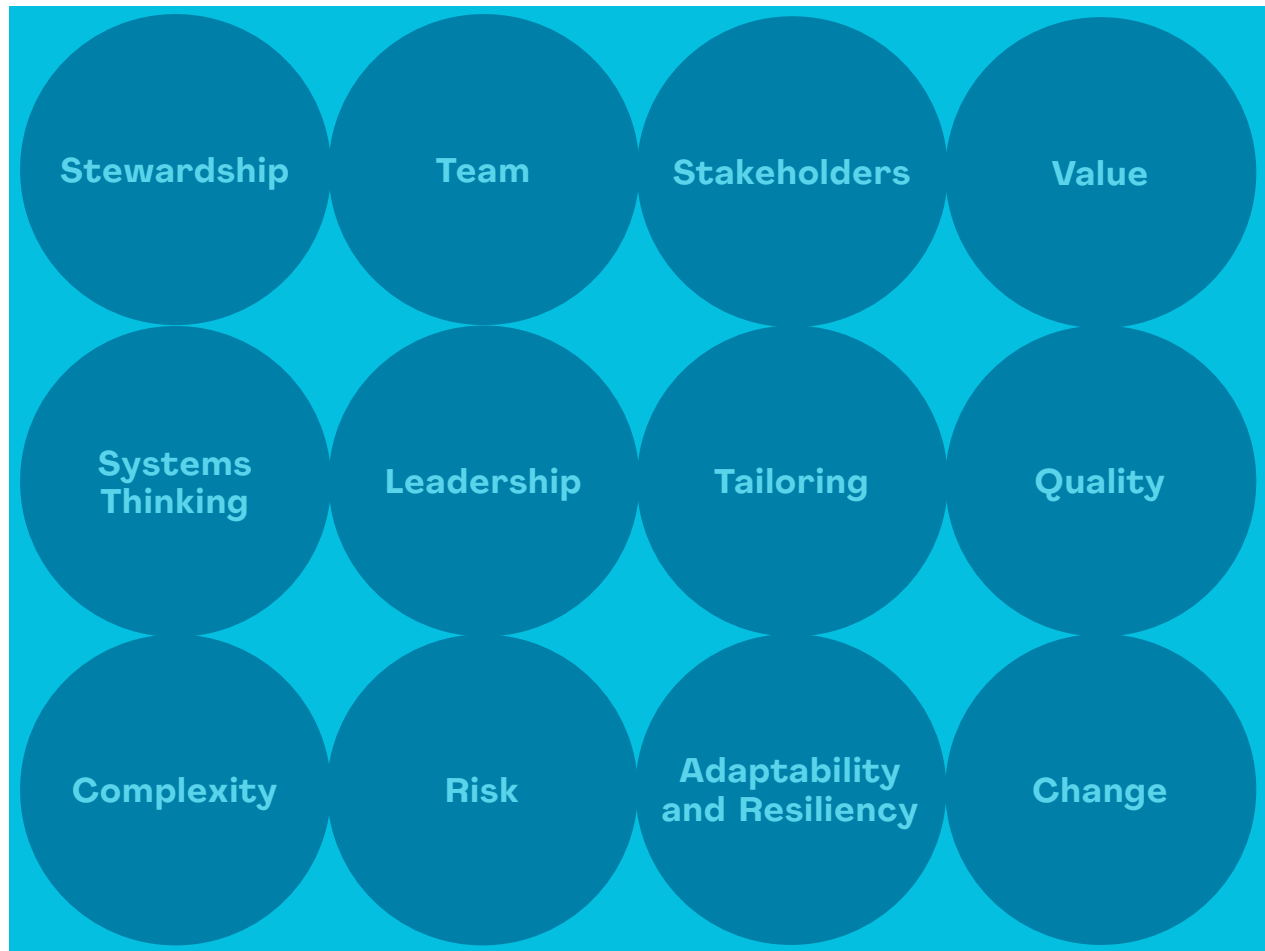 Stewardship
Team
Stakeholders
Value
Systems
Thinking
Leadership
Tailoring
Quality
Complexity
Risk
Adaptability
and Resiliency
Change